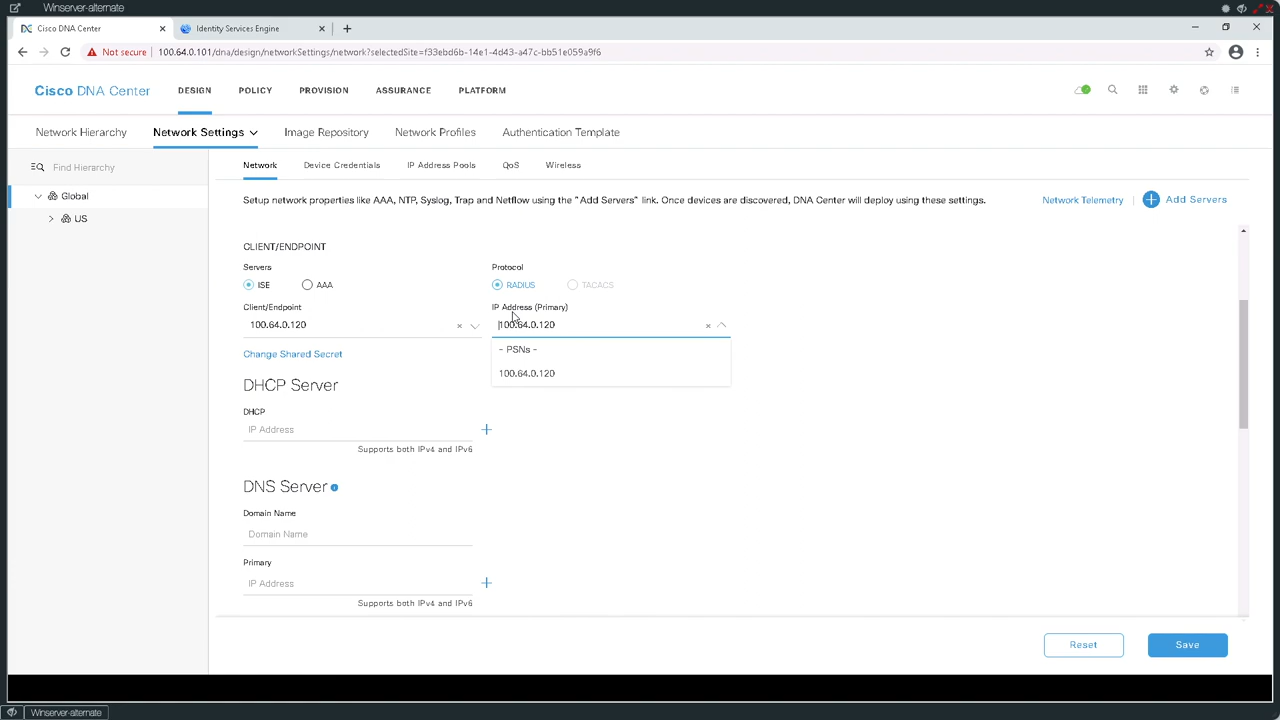 Winserver-alternate
Cisco DNA Center
Identity Services Engine
Not secure 100.64.0.101/dna/design/networkSettings/network?selectedSite=f33ebd6b-14e1-4d43-a47c-bb51e059a9f6
Cisco DNA Center DESIGN POLICY PROVISION ASSURANCE PLATFORM
Network Hierarchy Network Settings Image Repository Network Profiles Authentication Template
Find Hierarchy
Global
US
Network Device Credentials IP Address Pools QoS Wireless
Setup network properties like AAA, NTP, Syslog, Trap and Netflow using the "Add Servers" link. Once devices are discovered, DNA Center will deploy using these settings.
Network Telemetry Add Servers
CLIENT/ENDPOINT
Servers Protocol
ISE AAA RADIUS TACACS
Client/Endpoint IP Address (Primary)
100.64.0.120 100.64.0.120
- PSNs -
Change Shared Secret
100.64.0.120
DHCP Server
DHCP
IP Address
Supports both IPv4 and IPv6
DNS Server
Domain Name
Domain Name
Primary
IP Address
Supports both IPv4 and IPv6
Reset Save
Winserver-alternate